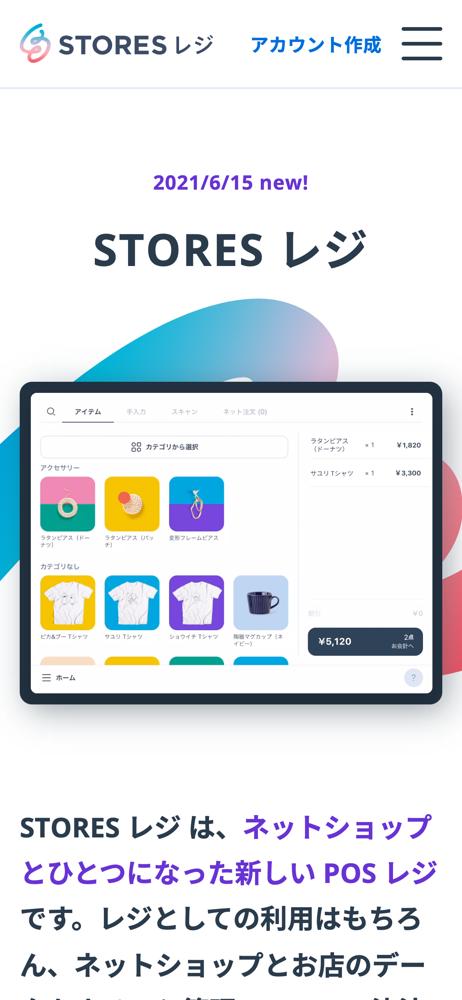 STORES レジ
アカウント作成
2021/6/15 new!
STORES レジ
アイテム
手入力
スキャン
ネット注文 (0)
カテゴリから選択
アクセサリー
ラタンピアス（ドーナツ）
ラタンピアス（パッチ）
変形フレームピアス
カテゴリなし
ピカ&ブー Tシャツ
サユリ Tシャツ
ショウイチ Tシャツ
陶磁マグカップ（ネイビー）
ラタンピアス（ドーナツ） × 1 ¥1,820
サユリ Tシャツ × 1 ¥3,300
割引 ¥0
¥5,120
2点
お会計へ
ホーム
?
STORES レジ は、ネットショップ
とひとつになった新しい POS レジ
です。レジとしての利用はもちろ
ん、ネットショップとお店のデー